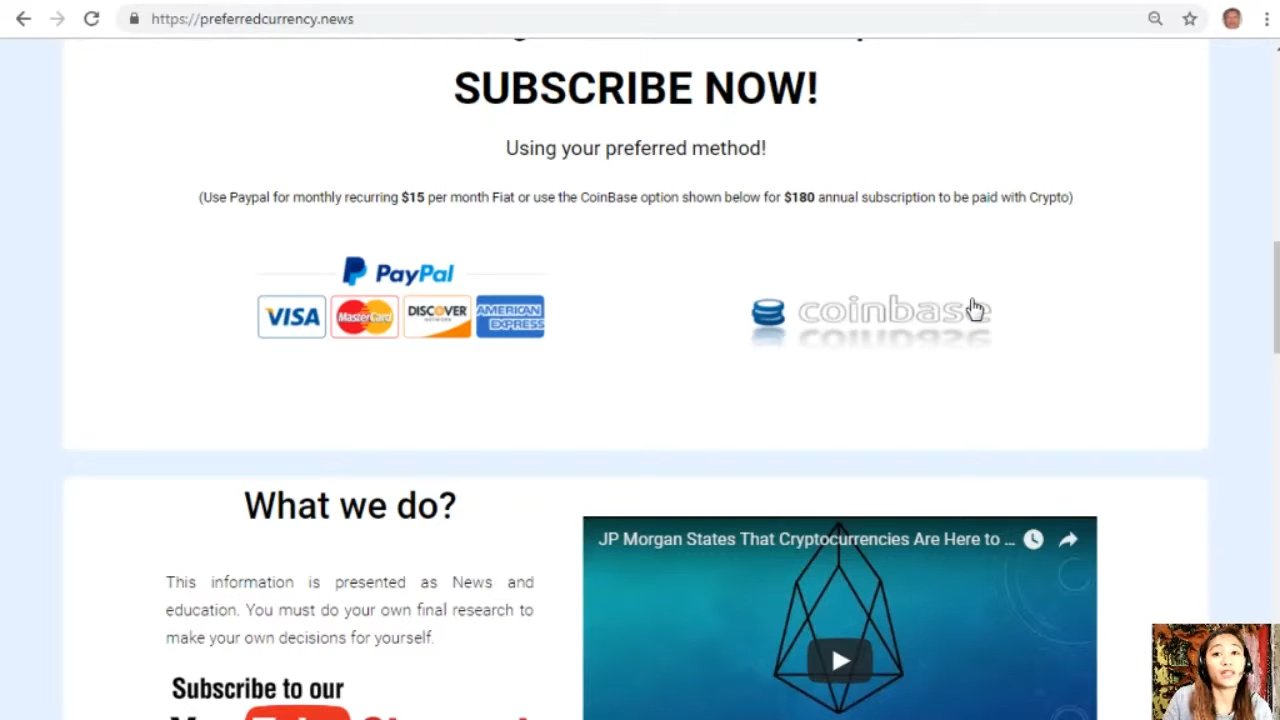 https://preferredcurrency.news
SUBSCRIBE NOW!
Using your preferred method!
(Use Paypal for monthly recurring $15 per month Fiat or use the CoinBase option shown below for $180 annual subscription to be paid with Crypto)
PayPal
VISA MasterCard DISCOVER NETWORK AMERICAN EXPRESS
coinbase
What we do?
JP Morgan States That Cryptocurrencies Are Here to ...
This information is presented as News and
education. You must do your own final research to
make your own decisions for yourself.
Subscribe to our